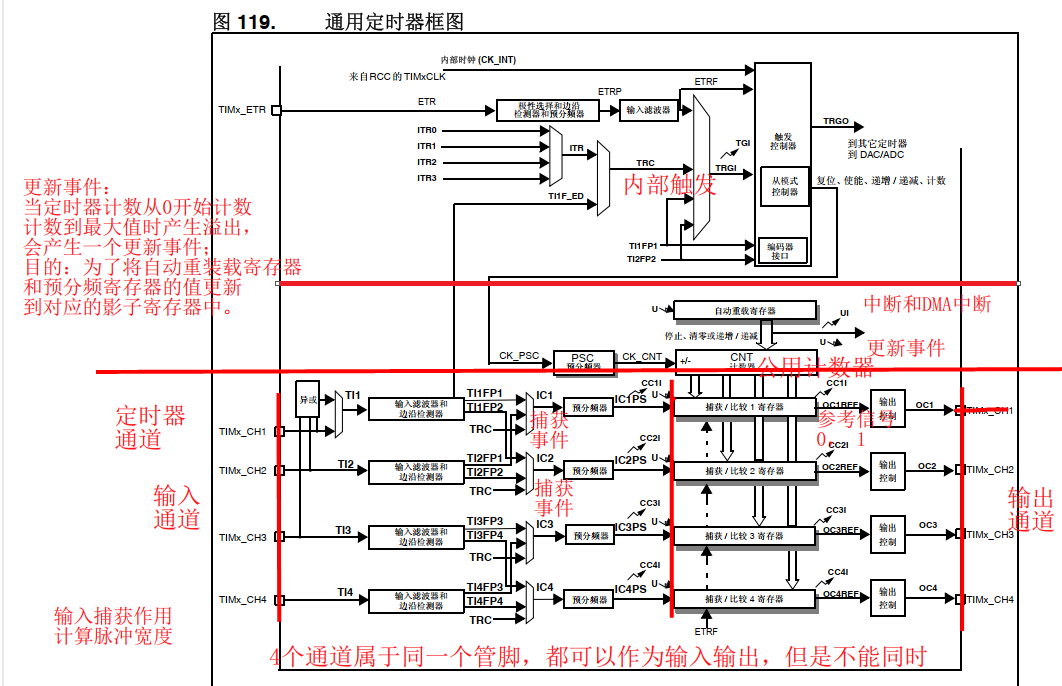 图 119. 通用定时器框图
内部时钟 (CK_INT)
来自 RCC 的 TIMxCLK
ETRF
ETRP
ETR
TIMx_ETR
极性选择和边沿
检测器和预分频器
输入滤波器
触发
控制器
TRGO
到其它定时器
到 DAC/ADC
ITR0
ITR1
ITR2
ITR3
ITR
TRC
TGI
TRGI
内部触发
TI1F_ED
从模式
控制器
复位、使能、递增 / 递减、计数
TI1FP1
TI2FP2
编码器
接口
更新事件:
当定时器计数从0开始计数
计数到最大值时产生溢出,
会产生一个更新事件;
目的: 为了将自动重装载寄存器
和预分频寄存器的值更新
到对应的影子寄存器中。
中断和DMA中断
U
自动重载寄存器
UI
停止、清零或递增 / 递减
U
更新事件
CK_PSC
PSC
预分频器
CK_CNT
+/-
CNT
计数器
公用计数器
定时器
通道
异或
TI1
输入滤波器和
边沿检测器
TI1FP1
TI1FP2
TRC
IC1
捕获
事件
预分频器
CC1I
U
IC1PS
捕获 / 比较 1 寄存器
CC1I
OC1REF
参考信号
0 1
输出
控制
OC1
TIMx_CH1
TIMx_CH1
TIMx_CH2
TI2
输入滤波器和
边沿检测器
TI2FP1
TI2FP2
TRC
IC2
捕获
事件
预分频器
CC2I
U
IC2PS
捕获 / 比较 2 寄存器
CC2I
OC2REF
输出
控制
OC2
TIMx_CH2
输入
通道
输出
通道
TIMx_CH3
TI3
输入滤波器和
边沿检测器
TI3FP3
TI3FP4
TRC
IC3
预分频器
CC3I
U
IC3PS
捕获 / 比较 3 寄存器
CC3I
OC3REF
输出
控制
OC3
TIMx_CH3
TIMx_CH4
TI4
输入滤波器和
边沿检测器
TI4FP3
TI4FP4
TRC
IC4
预分频器
CC4I
U
IC4PS
捕获 / 比较 4 寄存器
CC4I
OC4REF
输出
控制
OC4
TIMx_CH4
ETRF
输入捕获作用
计算脉冲宽度
4个通道属于同一个管脚, 都可以作为输入输出, 但是不能同时